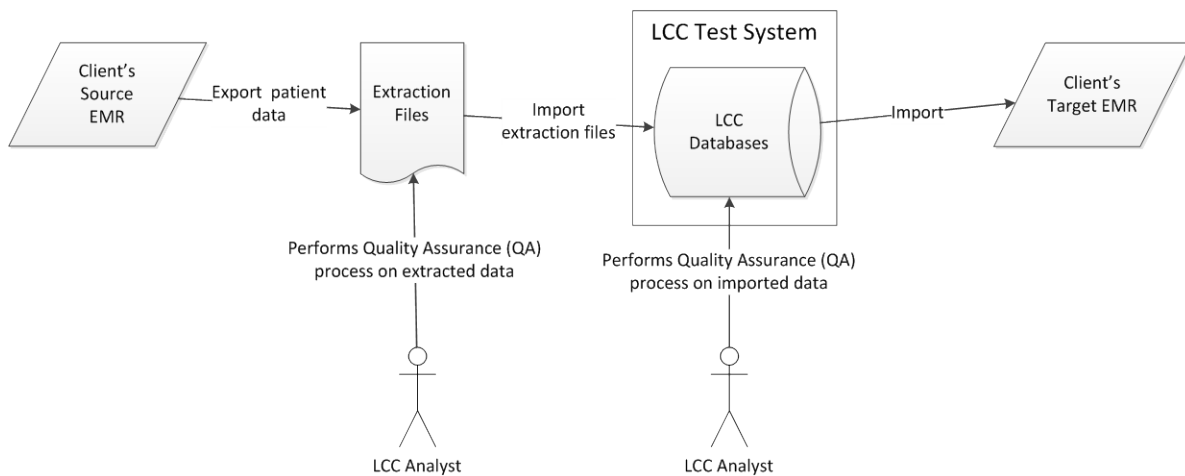 LCC Test System
Client's
Source
EMR
Export patient
data
Extraction
Files
Import
extraction files
LCC
Databases
Import
Client's
Target EMR
Performs Quality Assurance (QA)
process on extracted data
Performs Quality Assurance (QA)
process on imported data
LCC Analyst
LCC Analyst